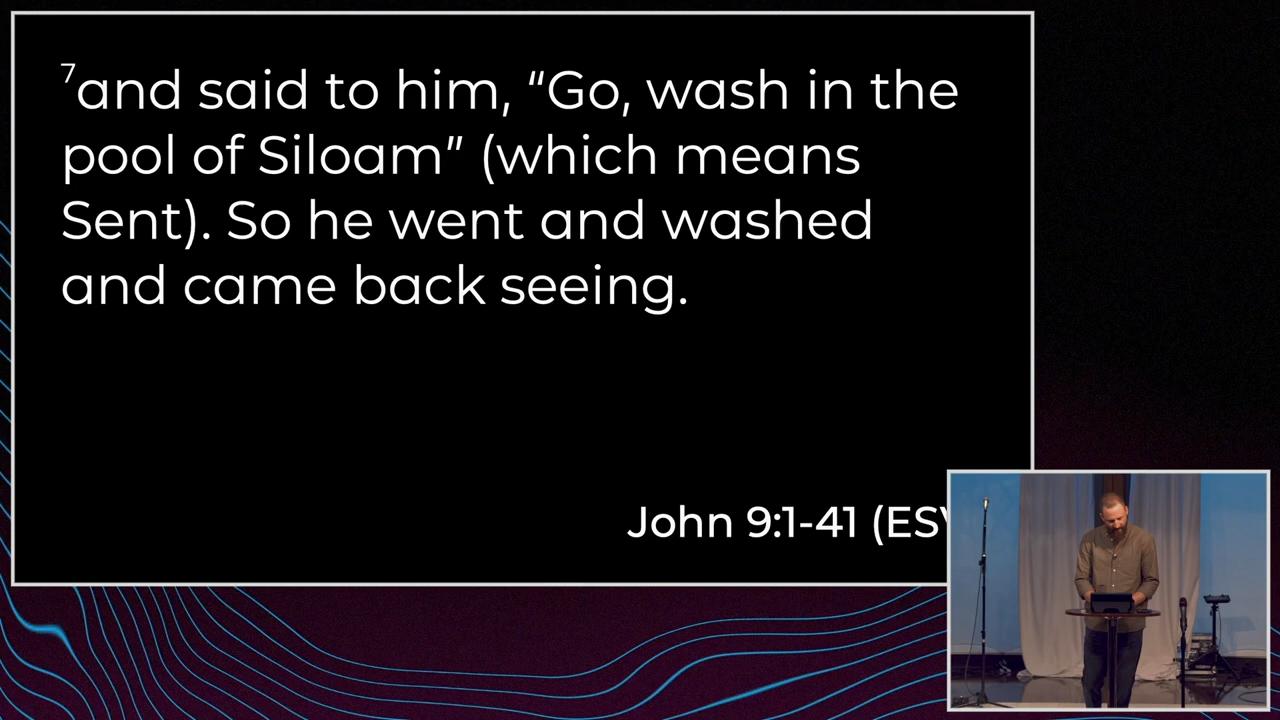 7and said to him, “Go, wash in the
pool of Siloam” (which means
Sent). So he went and washed
and came back seeing.
John 9:1-41 (ESV